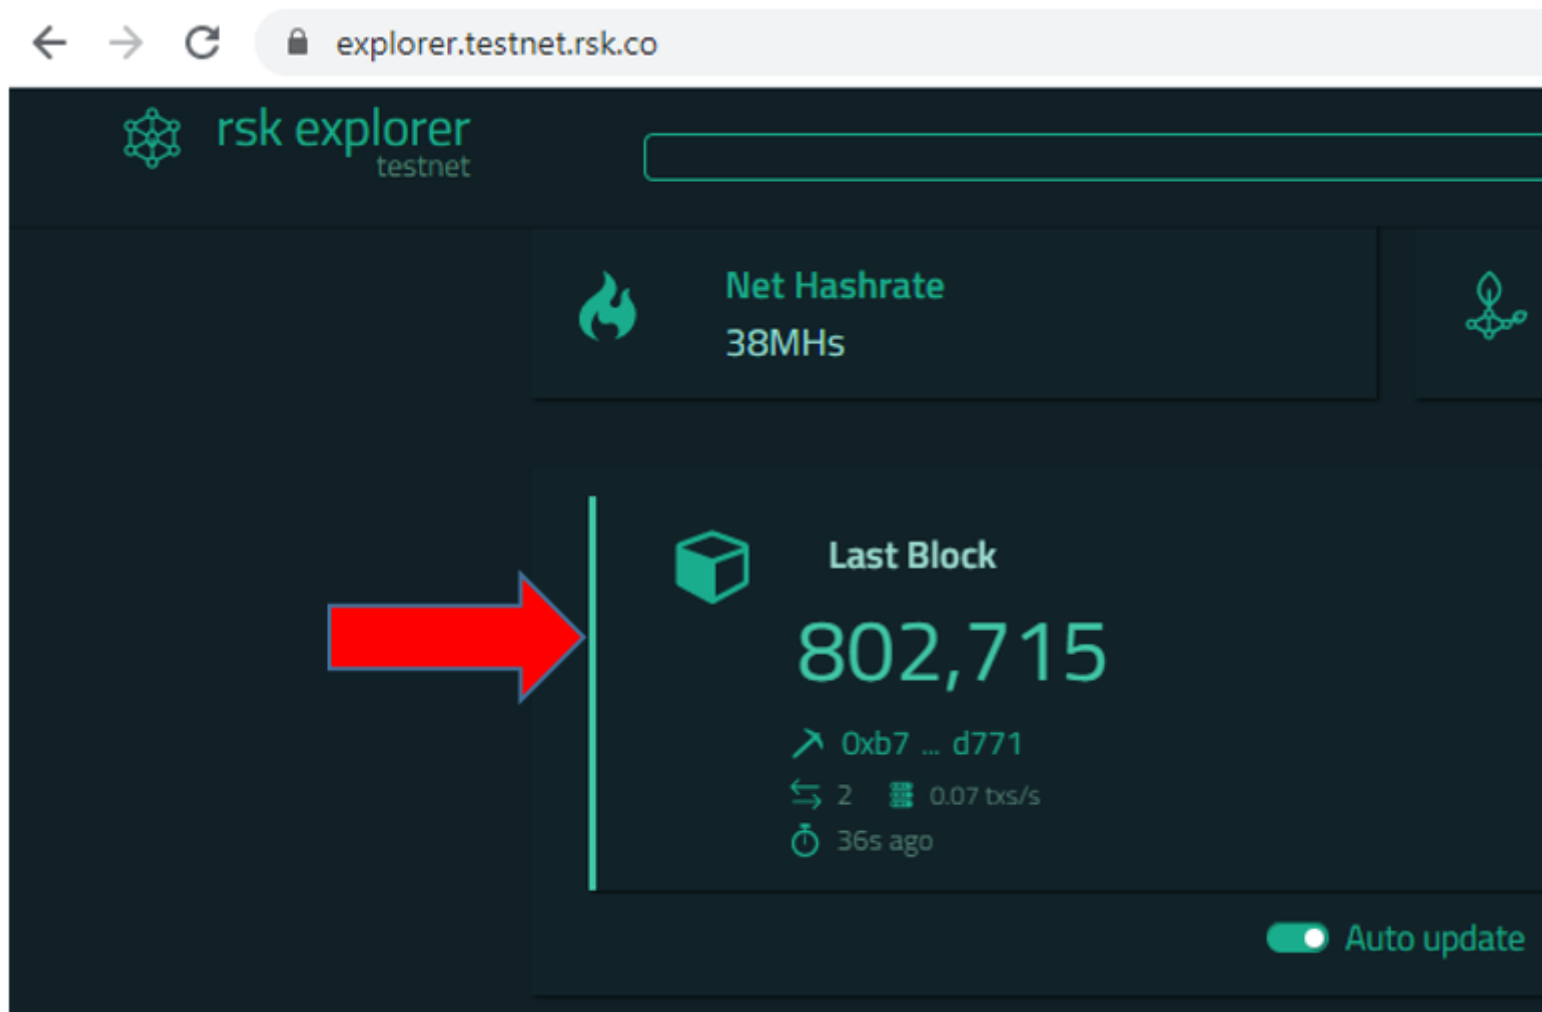 explorer.testnet.rsk.co
rsk explorer
testnet
Net Hashrate
38MHs
Last Block
802,715
0xb7 ... d771
2 0.07 txs/s
36s ago
Auto update